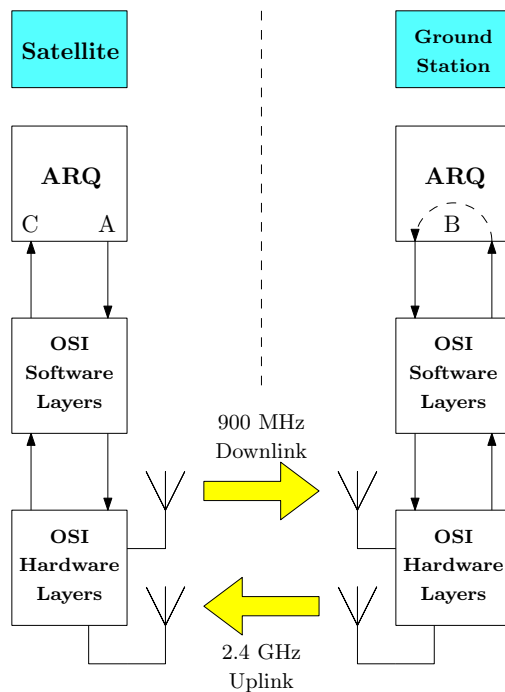 Satellite
Ground
Station
ARQ
C
A
ARQ
B
OSI
Software
Layers
OSI
Software
Layers
900 MHz
Downlink
OSI
Hardware
Layers
OSI
Hardware
Layers
2.4 GHz
Uplink